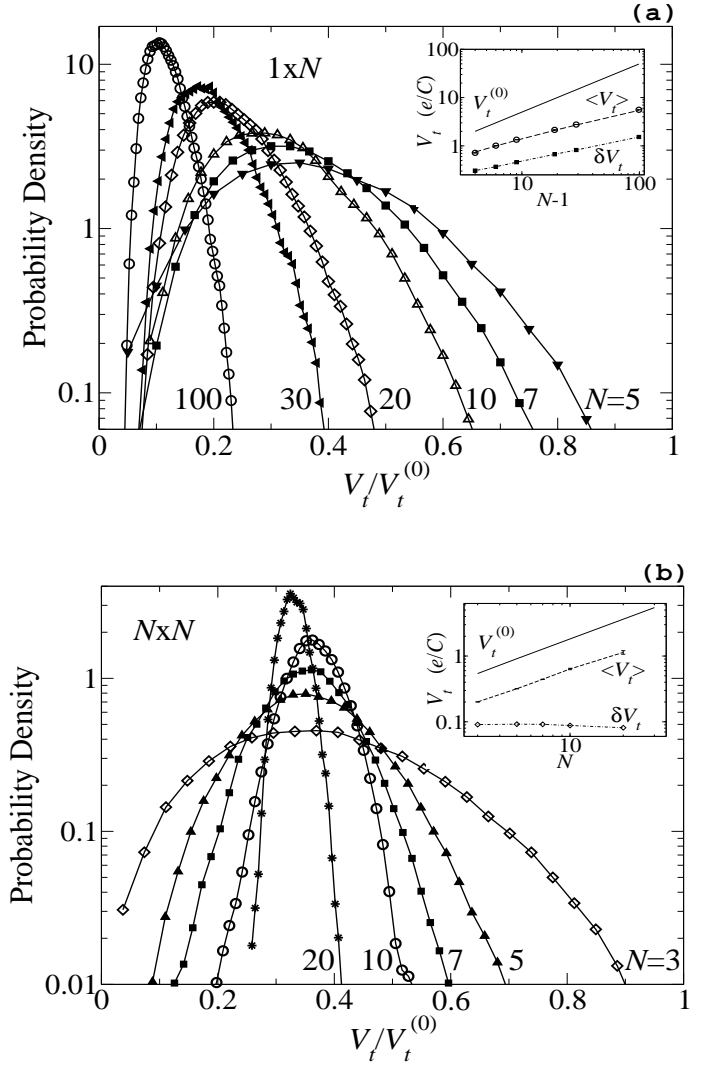 (a)
10
1
0.1
Probability Density
1xN
100
30
20
10
7
N=5
0
0.2
0.4
0.6
0.8
1
V_t/V_t^(0)
100
10
1
V_t (e/C)
V_t^(0)
<V_t>
δV_t
10
100
N-1
(b)
1
0.1
0.01
Probability Density
NxN
20
10
7
5
N=3
0
0.2
0.4
0.6
0.8
1
V_t/V_t^(0)
1
0.1
V_t (e/C)
V_t^(0)
<V_t>
δV_t
10
N